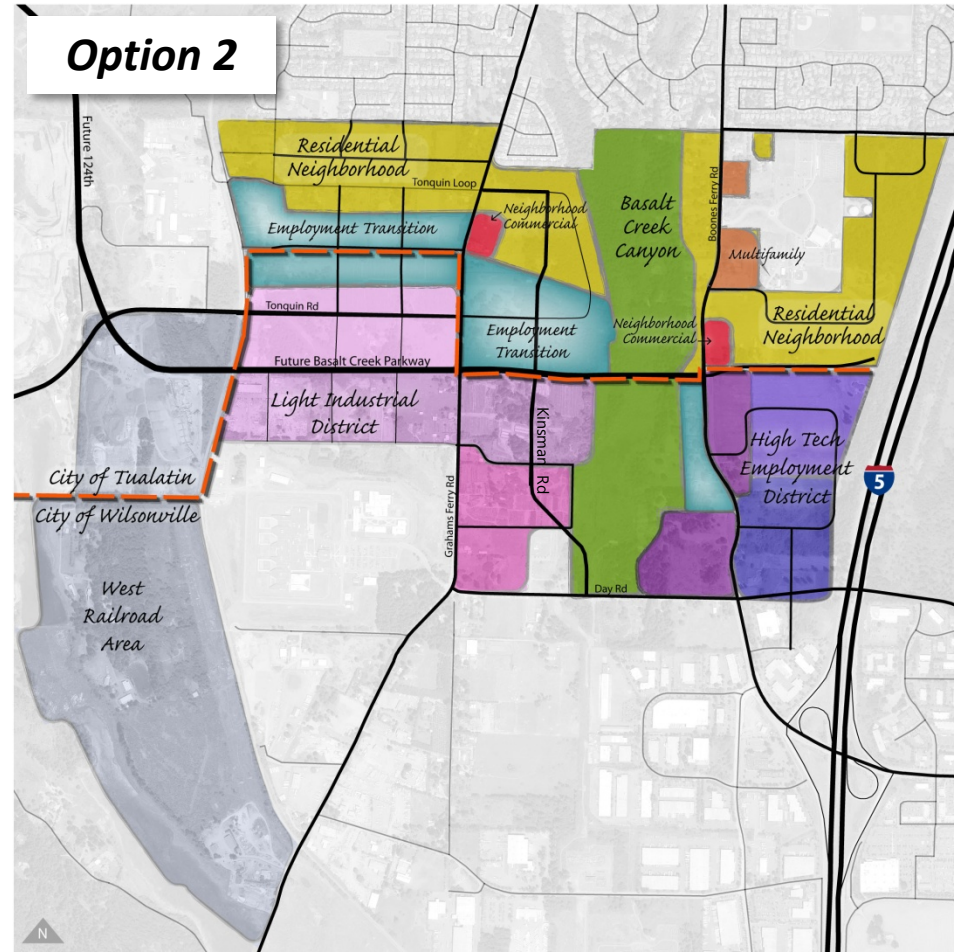 Option 2
Future 124th
Residential
Neighborhood
Tonquin Loop
Neighborhood
Commercial
Employment Transition
Basalt
Creek
Canyon
Boones Ferry Rd
Multifamily
Tonquin Rd
Employment
Transition
Neighborhood
Commercial
Residential
Neighborhood
Future Basalt Creek Parkway
Light Industrial
District
Kinsman Rd
High Tech
Employment
District
City of Tualatin
City of Wilsonville
5
Grahams Ferry Rd
West
Railroad
Area
Day Rd
N